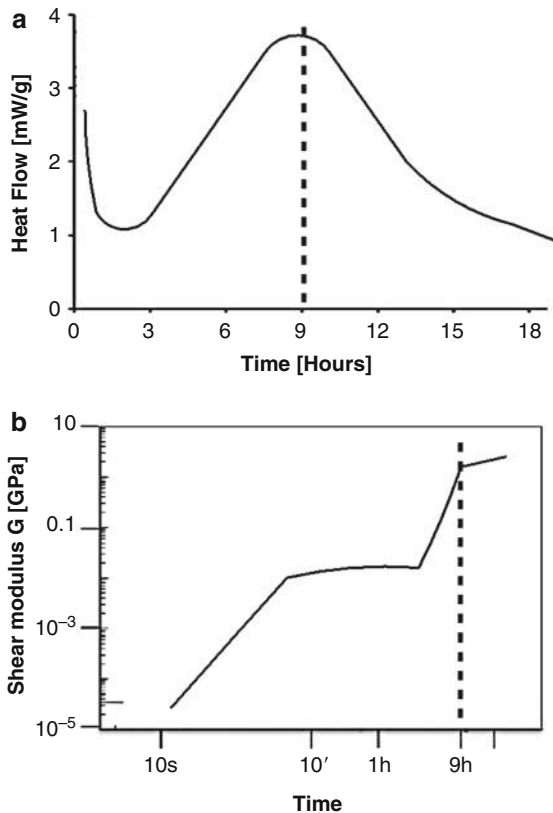 a
Heat Flow [mW/g]
4
3
2
1
0
0 3 6 9 12 15 18
Time [Hours]
b
Shear modulus G [GPa]
10
0.1
10⁻³
10⁻⁵
10s 10′ 1h 9h
Time